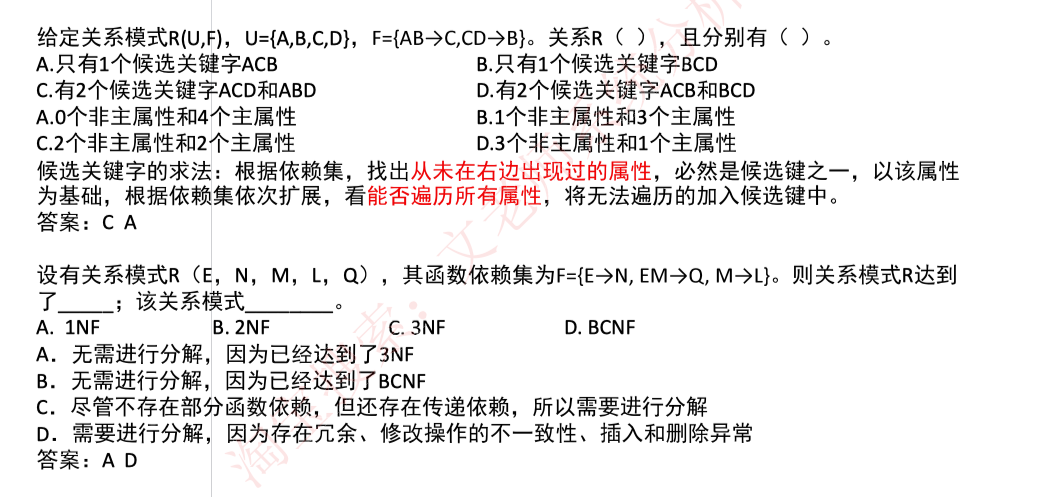 给定关系模式R(U,F)，U={A,B,C,D}，F={AB→C,CD→B}。关系R（ ），且分别有（ ）。
A.只有1个候选关键字ACB B.只有1个候选关键字BCD
C.有2个候选关键字ACD和ABD D.有2个候选关键字ACB和BCD
A.0个非主属性和4个主属性 B.1个非主属性和3个主属性
C.2个非主属性和2个主属性 D.3个非主属性和1个主属性
候选关键字的求法：根据依赖集，找出从未在右边出现过的属性，必然是候选键之一，以该属性
为基础，根据依赖集依次扩展，看能否遍历所有属性，将无法遍历的加入候选键中。
答案：C A
设有关系模式R（E，N，M，L，Q），其函数依赖集为F={E→N, EM→Q, M→L}。则关系模式R达到
了_____；该关系模式________。
A. 1NF B. 2NF C. 3NF D. BCNF
A．无需进行分解，因为已经达到了3NF
B．无需进行分解，因为已经达到了BCNF
C．尽管不存在部分函数依赖，但还存在传递依赖，所以需要进行分解
D．需要进行分解，因为存在冗余、修改操作的不一致性、插入和删除异常
答案：A D